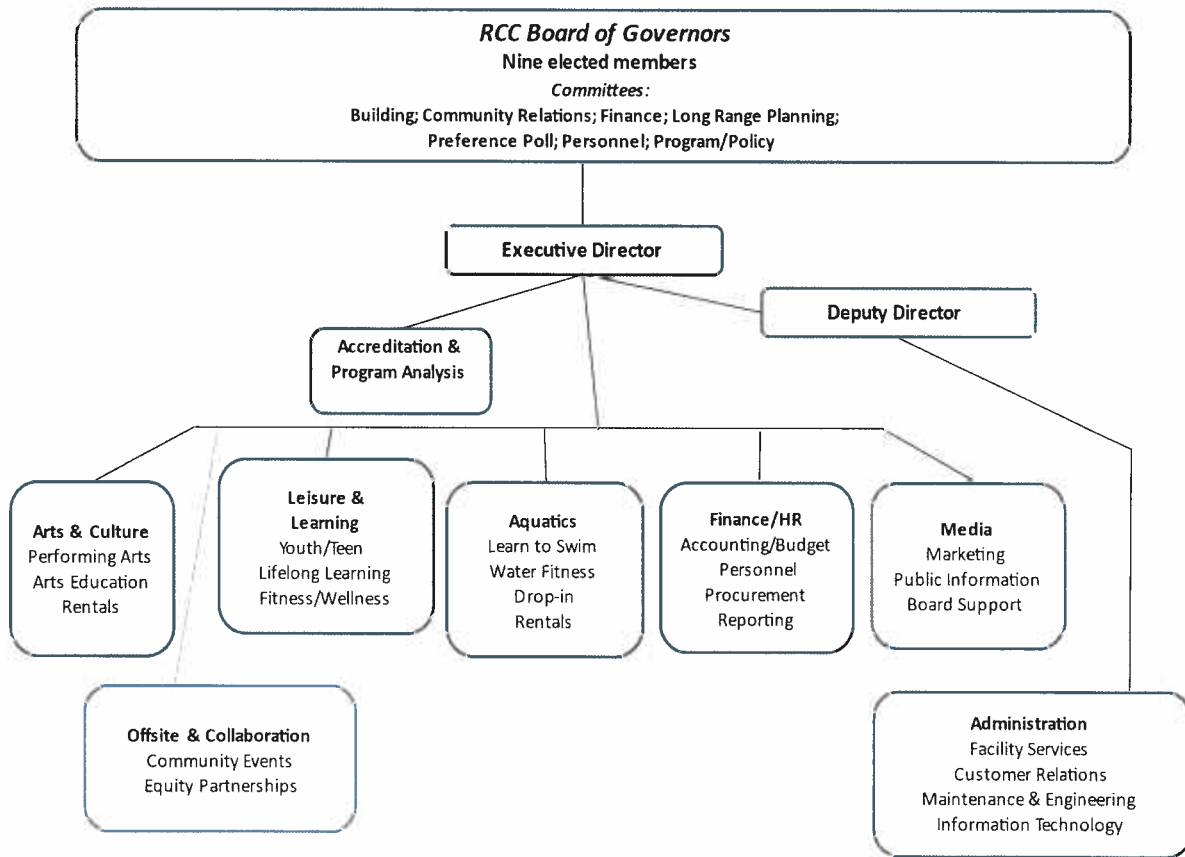 RCC Board of Governors
Nine elected members
Committees:
Building; Community Relations; Finance; Long Range Planning;
Preference Poll; Personnel; Program/Policy
Executive Director
Deputy Director
Accreditation &
Program Analysis
Arts & Culture
Performing Arts
Arts Education
Rentals
Leisure &
Learning
Youth/Teen
Lifelong Learning
Fitness/Wellness
Aquatics
Learn to Swim
Water Fitness
Drop-in
Rentals
Finance/HR
Accounting/Budget
Personnel
Procurement
Reporting
Media
Marketing
Public Information
Board Support
Offsite & Collaboration
Community Events
Equity Partnerships
Administration
Facility Services
Customer Relations
Maintenance & Engineering
Information Technology